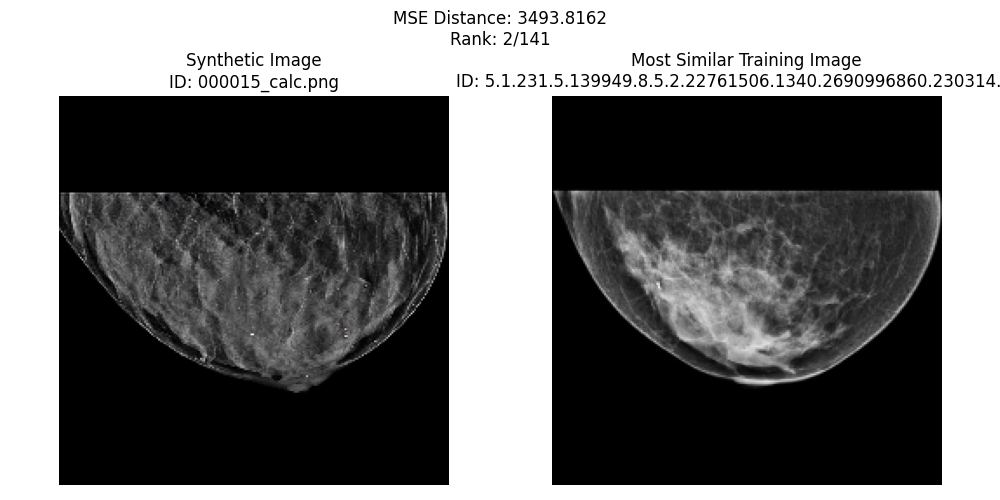 MSE Distance: 3493.8162
Rank: 2/141
Synthetic Image
ID: 000015_calc.png
Most Similar Training Image
ID: 5.1.231.5.139949.8.5.2.22761506.1340.2690996860.230314.